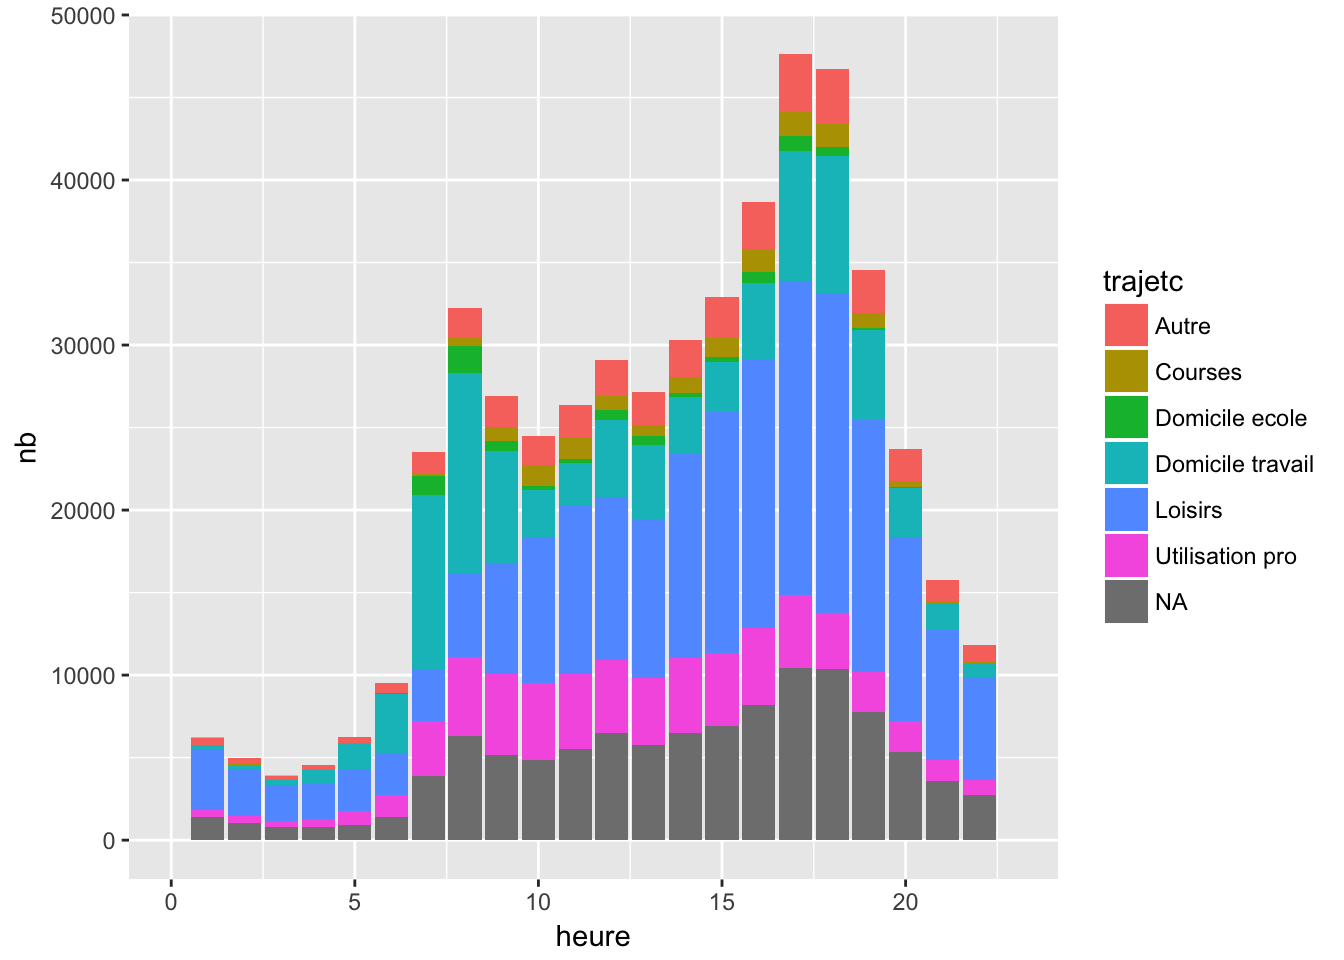 50000
40000
30000
20000
10000
0
nb
0 5 10 15 20
heure
trajetc
Autre
Courses
Domicile ecole
Domicile travail
Loisirs
Utilisation pro
NA